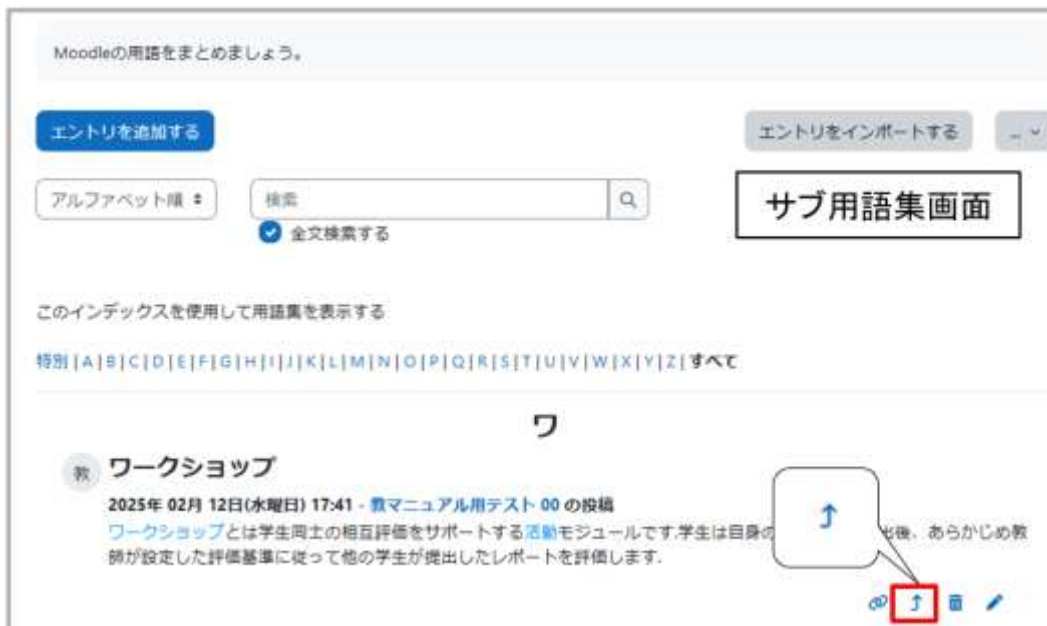 Moodleの用語をまとめましょう。
エントリを追加する
エントリをインポートする
...
アルファベット順
検索
サブ用語集画面
全文検索する
このインデックスを使用して用語集を表示する
特別 | A | B | C | D | E | F | G | H | I | J | K | L | M | N | O | P | Q | R | S | T | U | V | W | X | Y | Z | すべて
ワ
教
ワークショップ
2025年 02月 12日(水曜日) 17:41 - 教マニュアル用テスト 00 の投稿
ワークショップとは学生同士の相互評価をサポートする活動モジュールです.学生は自身の 出後、あらかじめ教
師が設定した評価基準に従って他の学生が提出したレポートを評価します.